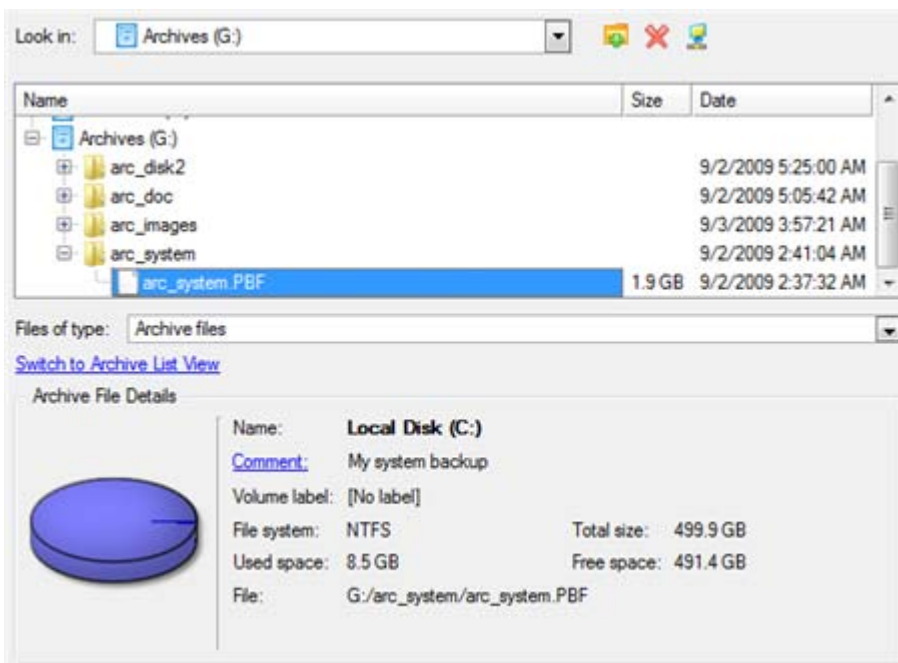 Look in: Archives (G:)
Name Size Date
Archives (G:)
arc_disk2 9/2/2009 5:25:00 AM
arc_doc 9/2/2009 5:05:42 AM
arc_images 9/3/2009 3:57:21 AM
arc_system 9/2/2009 2:41:04 AM
arc_system.PBF 1.9 GB 9/2/2009 2:37:32 AM
Files of type: Archive files
Switch to Archive List View
Archive File Details
Name: Local Disk (C:)
Comment: My system backup
Volume label: [No label]
File system: NTFS Total size: 499.9 GB
Used space: 8.5 GB Free space: 491.4 GB
File: G:/arc_system/arc_system.PBF